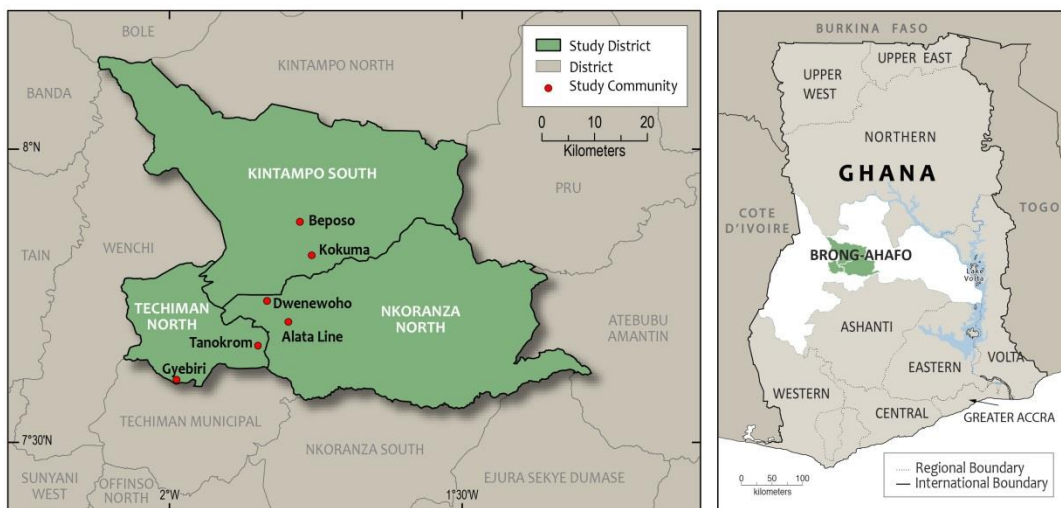 BOLE
KINTAMPO NORTH
BANDA
8°N
KINTAMPO SOUTH
PRU
Beposo
TAIN
WENCHI
Kokuma
TECHIMAN
NORTH
Dwenewoho
NKORANZA
NORTH
Alata Line
ATEBUBU
AMANTIN
Tanokrom
Gyebiri
TECHIMAN MUNICIPAL
7°30'N
NKORANZA SOUTH
SUNYANI
WEST
OFFINSO
NORTH
EJURA SEKYE DUMASE
2°W
1°30'W
Study District
District
Study Community
0 10 20
Kilometers
BURKINA FASO
UPPER
WEST
UPPER EAST
NORTHERN
GHANA
COTE
D'IVOIRE
TOGO
BRONG-AHAFO
Lake
Volta
ASHANTI
EASTERN
VOLTA
WESTERN
CENTRAL
GREATER ACCRA
0 50 100
kilometers
Regional Boundary
International Boundary